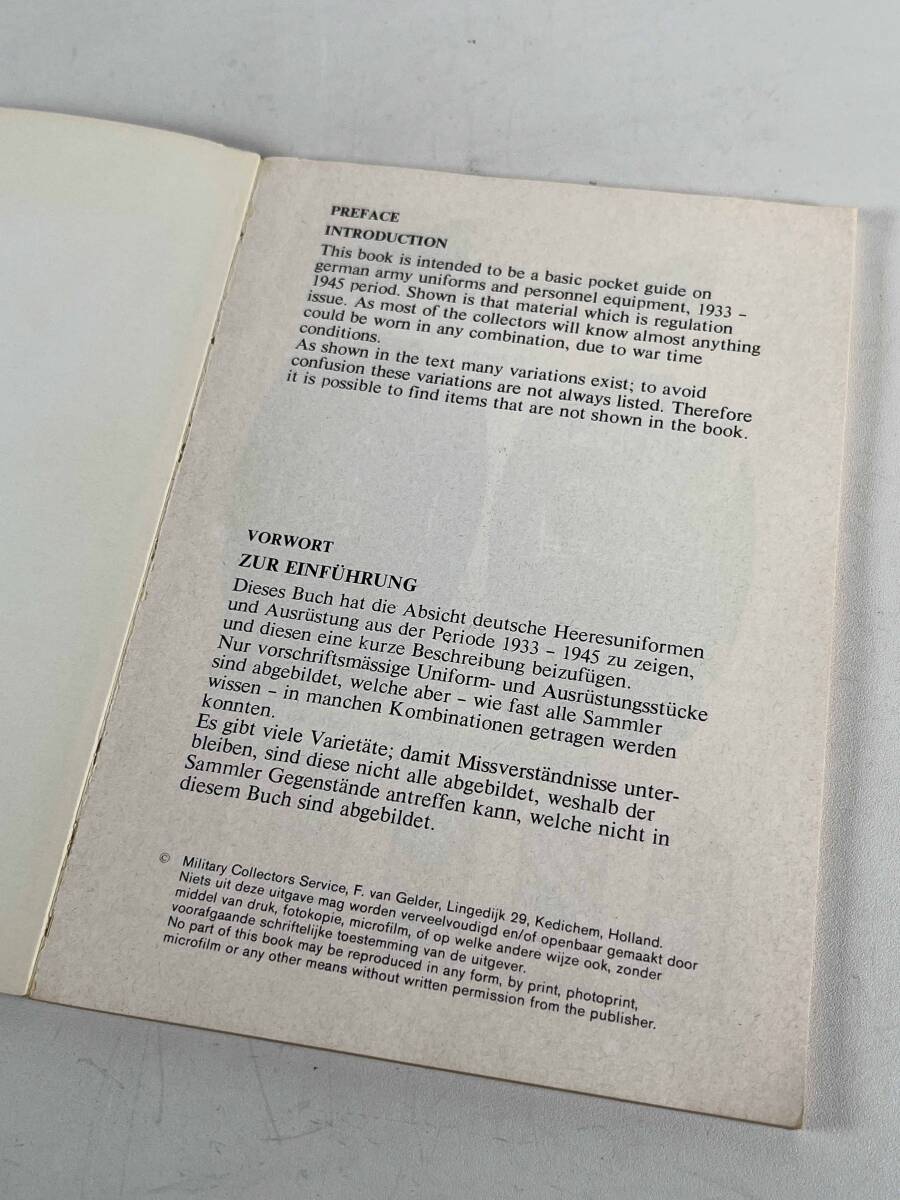 PREFACE
INTRODUCTION
This book is intended to be a basic pocket guide on
german army uniforms and personnel equipment, 1933 –
1945 period. Shown is that material which is regulation
issue. As most of the collectors will know almost anything
could be worn in any combination, due to war time
conditions.
As shown in the text many variations exist; to avoid
confusion these variations are not always listed. Therefore
it is possible to find items that are not shown in the book.
VORWORT
ZUR EINFÜHRUNG
Dieses Buch hat die Absicht deutsche Heeresuniformen
und Ausrüstung aus der Periode 1933 – 1945 zu zeigen,
und diesen eine kurze Beschreibung beizufügen.
Nur vorschriftsmässige Uniform- und Ausrüstungsstücke
sind abgebildet, welche aber – wie fast alle Sammler
wissen – in manchen Kombinationen getragen werden
konnten.
Es gibt viele Varietäte; damit Missverständnisse unter-
bleiben, sind diese nicht alle abgebildet, weshalb der
Sammler Gegenstände antreffen kann, welche nicht in
diesem Buch sind abgebildet.
© Military Collectors Service, F. van Gelder, Lingedijk 29, Kedichem, Holland.
Niets uit deze uitgave mag worden verveelvoudigd en/of openbaar gemaakt door
middel van druk, fotokopie, microfilm, of op welke andere wijze ook, zonder
voorafgaande schriftelijke toestemming van de uitgever.
No part of this book may be reproduced in any form, by print, photoprint,
microfilm or any other means without written permission from the publisher.